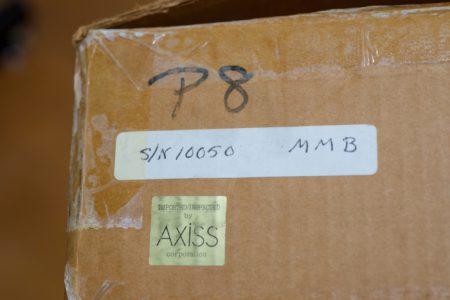 P8
S/N 10050 MMB
IMPORTED/INSPECTED
by
AXiSS
corporation